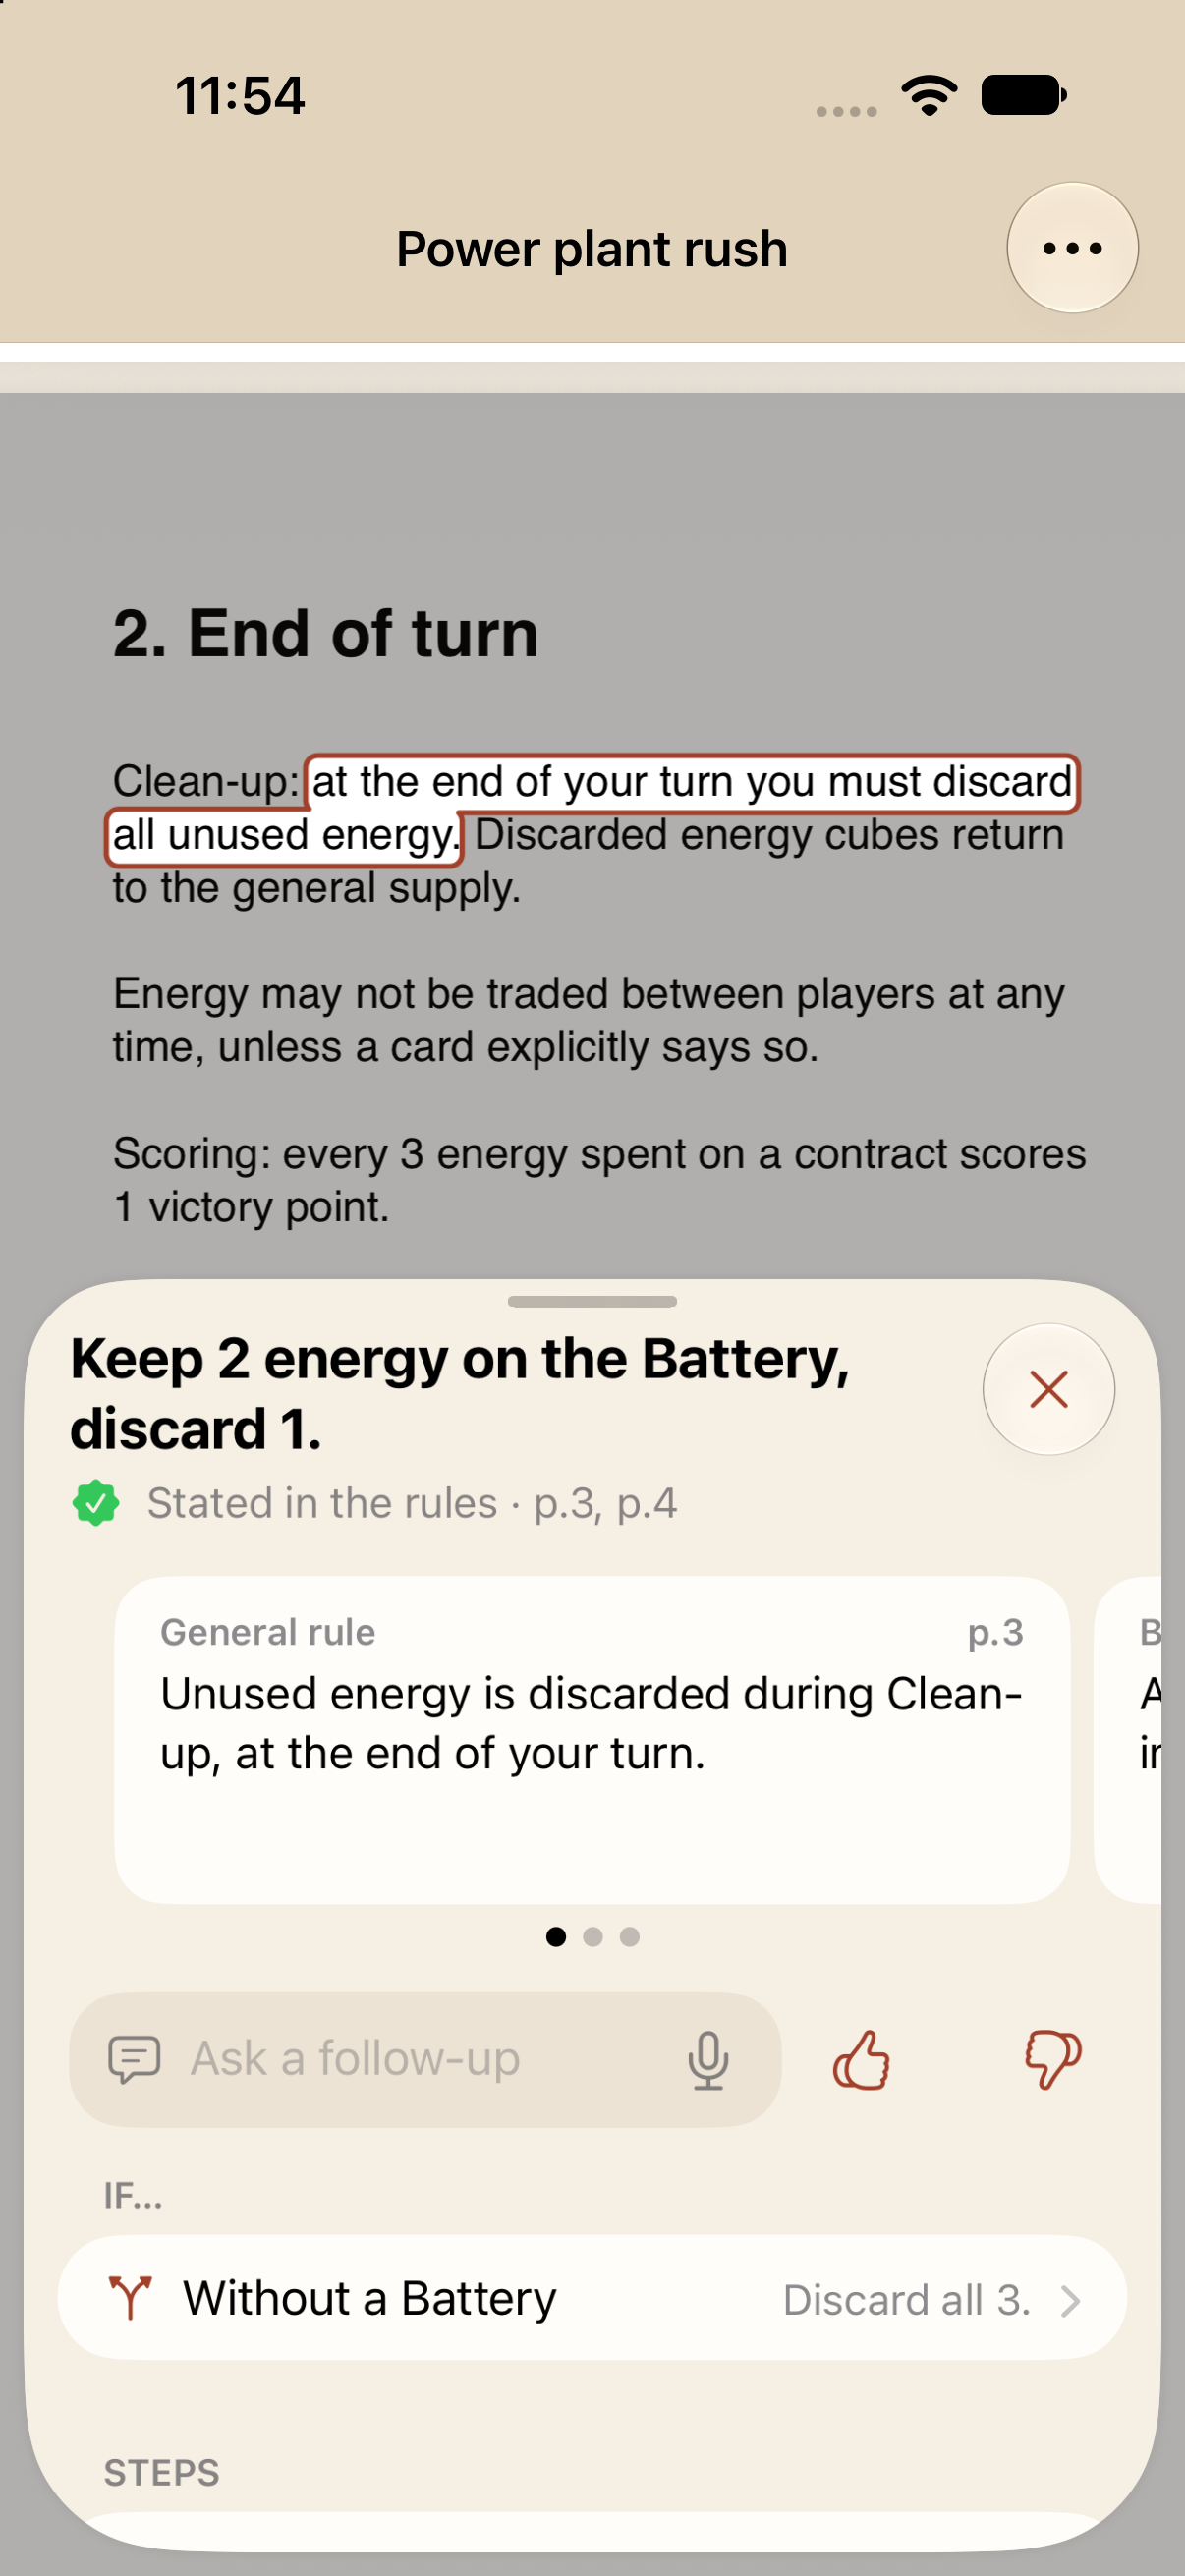 11:54
Power plant rush
2. End of turn
Clean-up: at the end of your turn you must discard
all unused energy. Discarded energy cubes return
to the general supply.
Energy may not be traded between players at any
time, unless a card explicitly says so.
Scoring: every 3 energy spent on a contract scores
1 victory point.
Keep 2 energy on the Battery,
discard 1.
Stated in the rules · p.3, p.4
General rule p.3
Unused energy is discarded during Clean-
up, at the end of your turn.
Ask a follow-up
IF...
Without a Battery Discard all 3.
STEPS